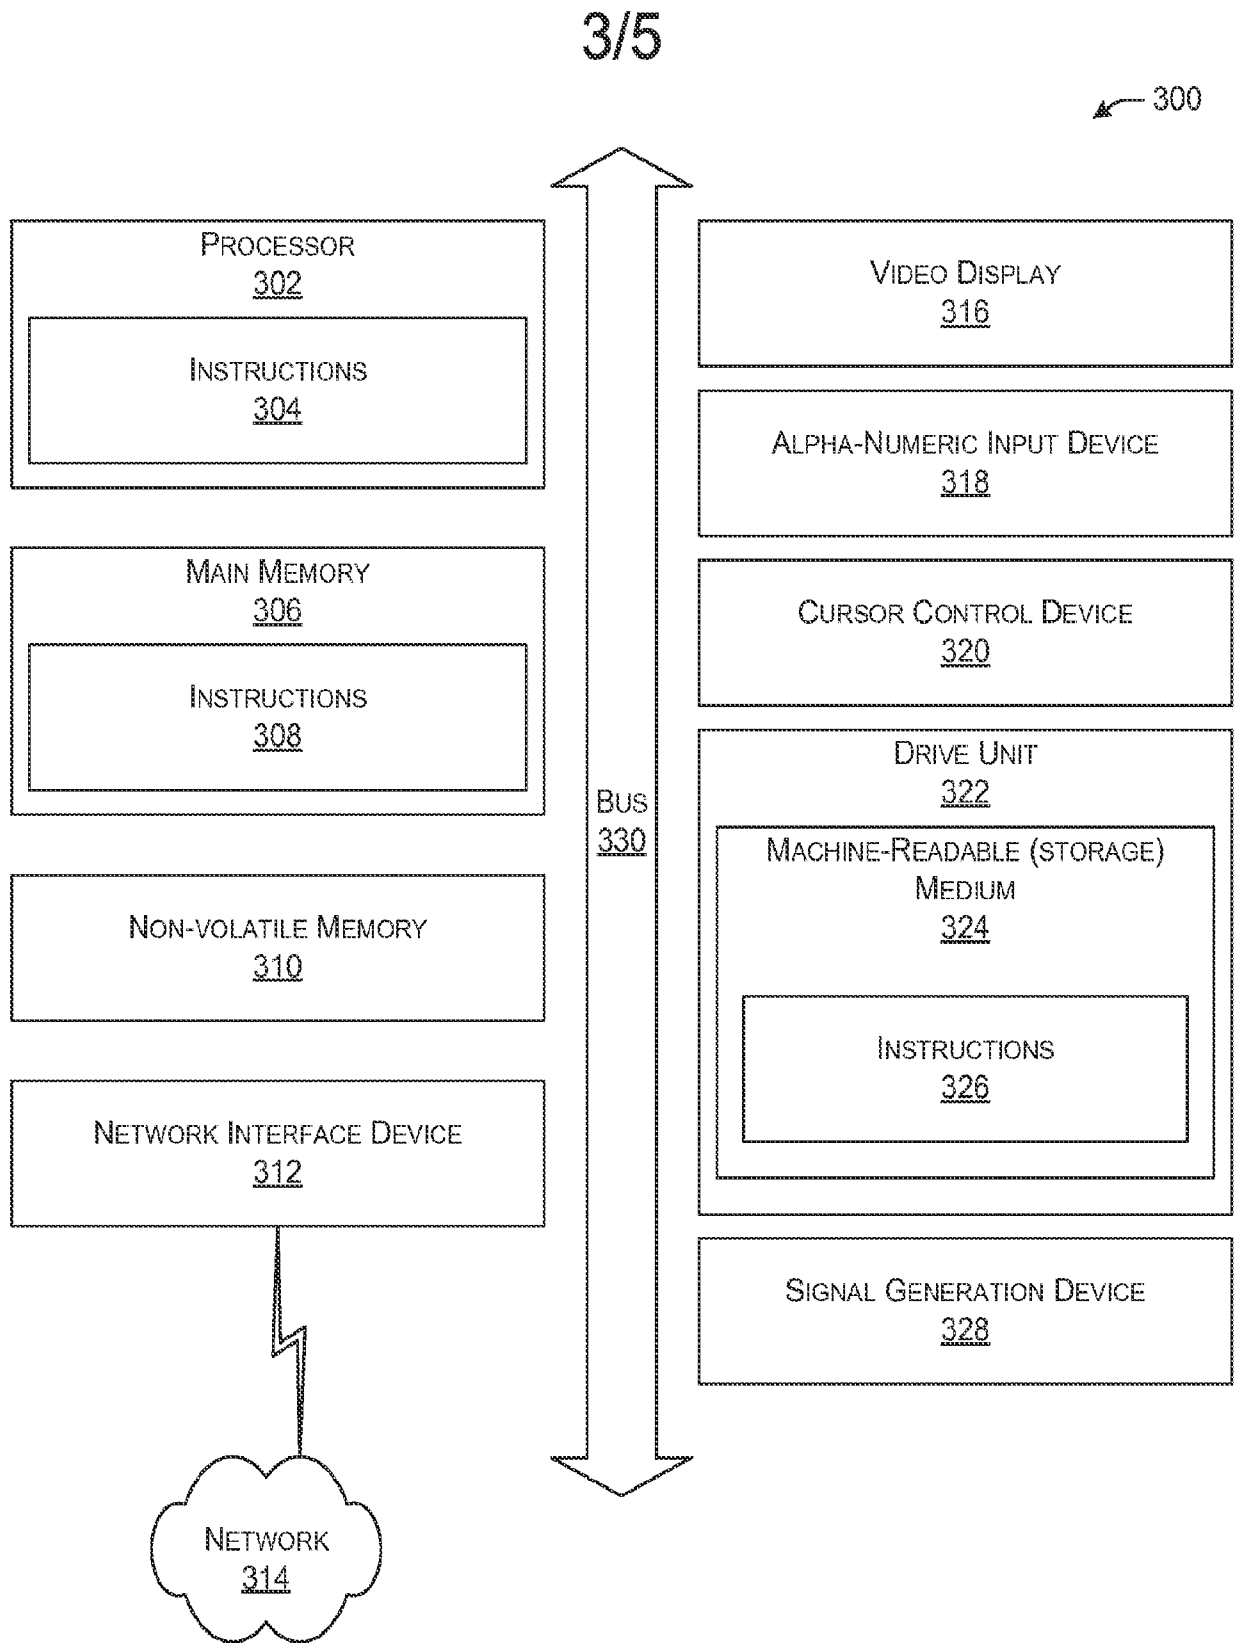 3/5
300
PROCESSOR
302
INSTRUCTIONS
304
MAIN MEMORY
306
INSTRUCTIONS
308
NON-VOLATILE MEMORY
310
NETWORK INTERFACE DEVICE
312
NETWORK
314
BUS
330
VIDEO DISPLAY
316
ALPHA-NUMERIC INPUT DEVICE
318
CURSOR CONTROL DEVICE
320
DRIVE UNIT
322
MACHINE-READABLE (STORAGE)
MEDIUM
324
INSTRUCTIONS
326
SIGNAL GENERATION DEVICE
328